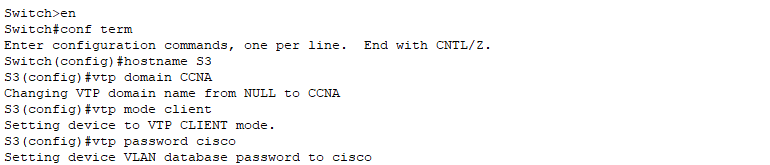 Switch>en
Switch#conf term
Enter configuration commands, one per line.  End with CNTL/Z.
Switch(config)#hostname S3
S3(config)#vtp domain CCNA
Changing VTP domain name from NULL to CCNA
S3(config)#vtp mode client
Setting device to VTP CLIENT mode.
S3(config)#vtp password cisco
Setting device VLAN database password to cisco